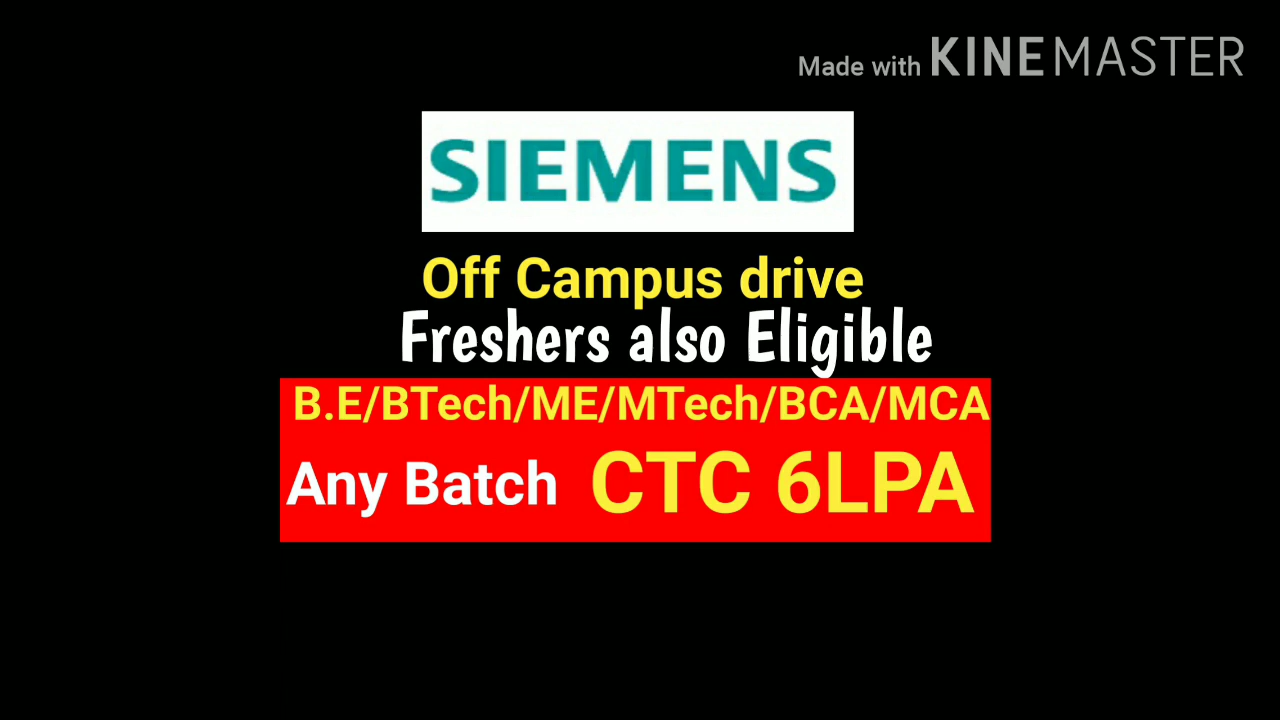 Made with KINEMASTER
SIEMENS
Off Campus drive
Freshers also Eligible
B.E/BTech/ME/MTech/BCA/MCA
Any Batch CTC 6LPA